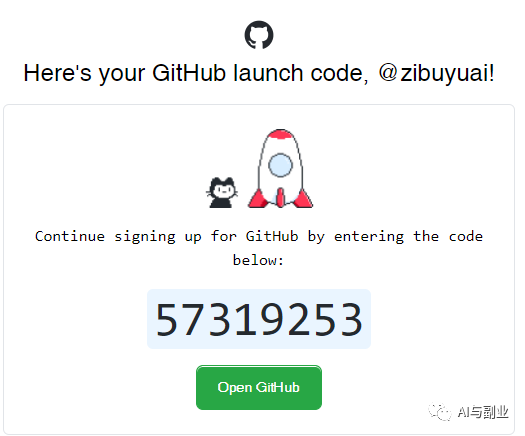 Here's your GitHub launch code, @zibuyuai!
Continue signing up for GitHub by entering the code
below:
57319253
Open GitHub
AI与副业